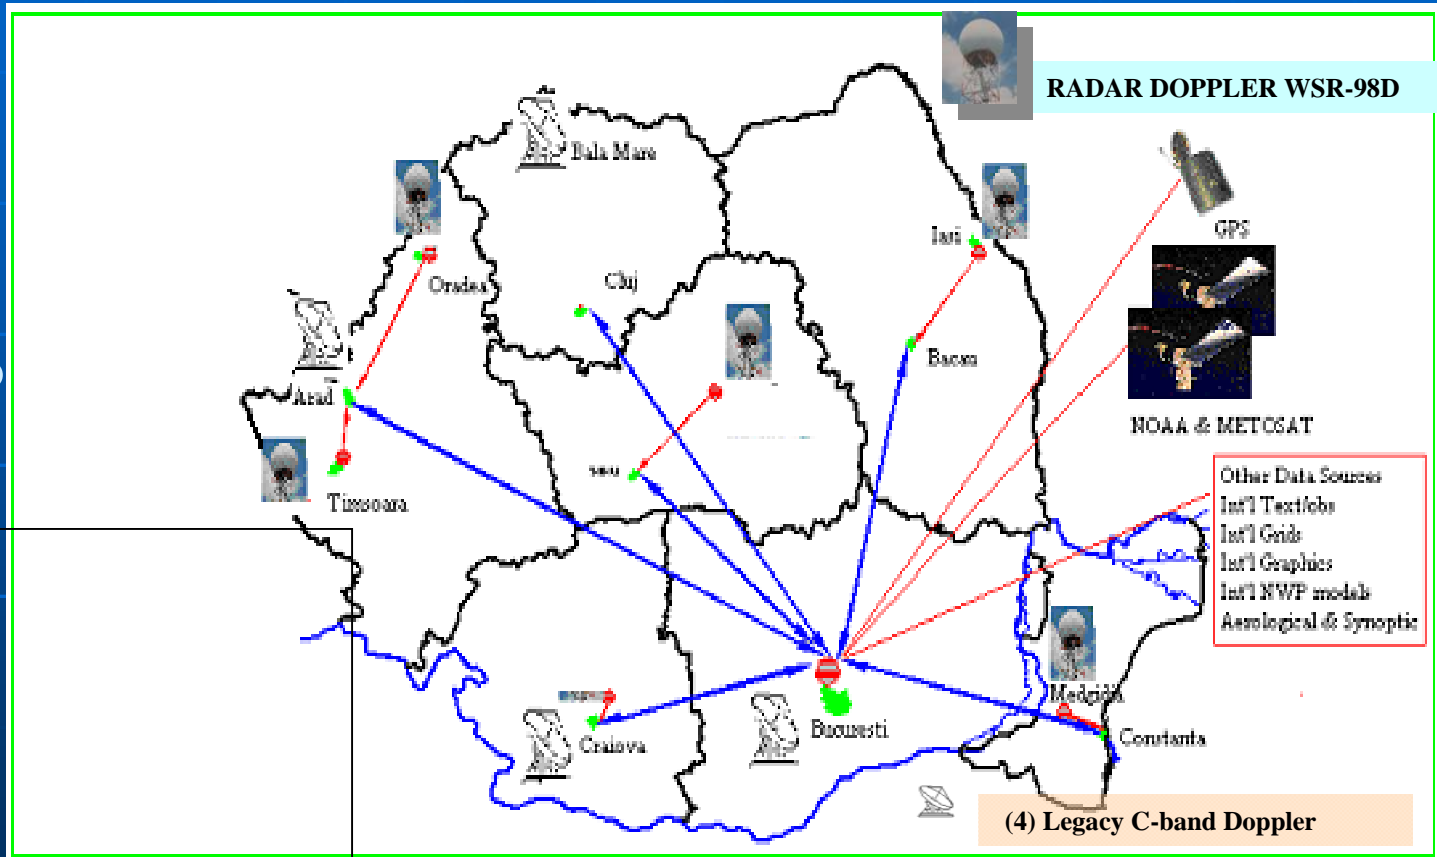 RADAR DOPPLER WSR-98D
Baia Mare
GPS
Iasi
Oradea
Cluj
Bacau
NOAA & METOSAT
Arad
Other Data Sources
Int'l Text/obs
Int'l Grids
Int'l Graphics
Int'l NWP models
Aerological & Synoptic
Timsoara
Medgidia
Bucuresti
Craiova
Constanta
(4) Legacy C-band Doppler